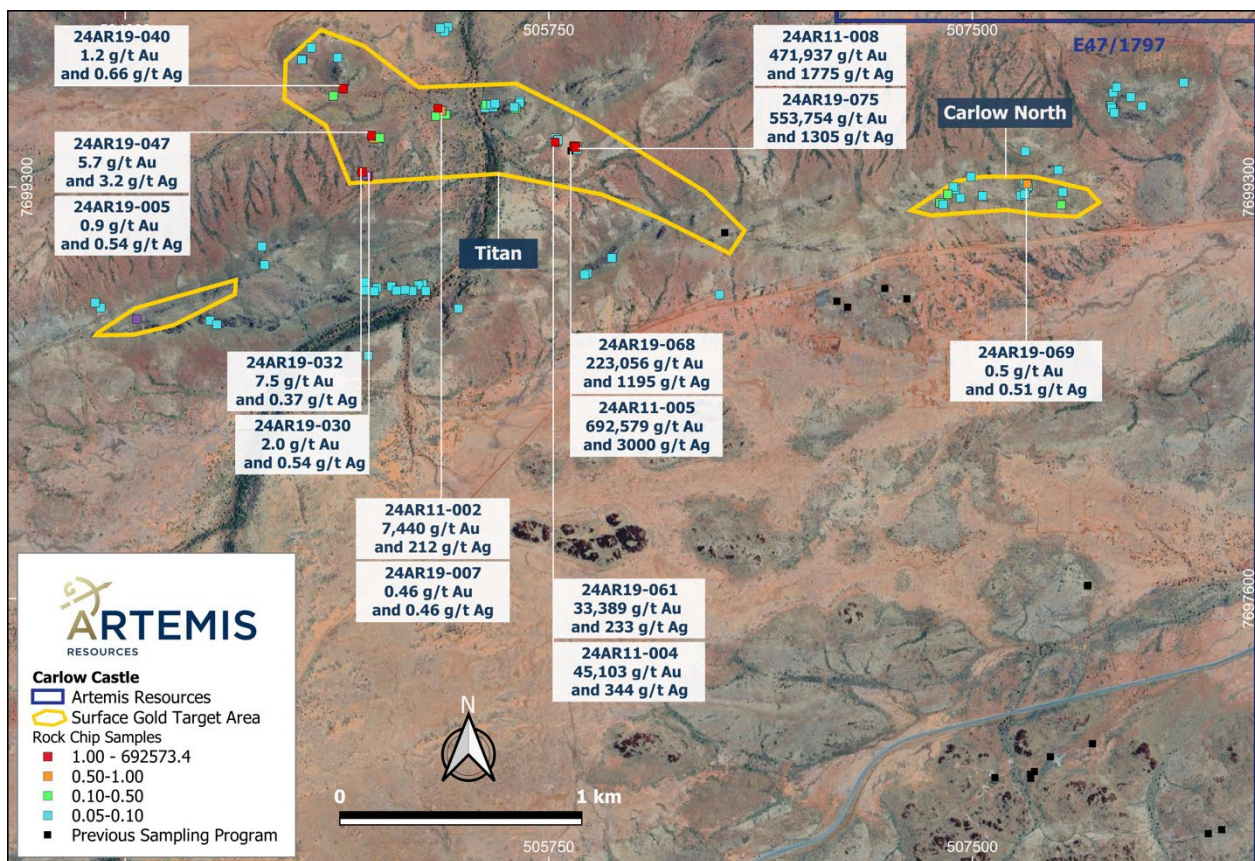 24AR19-040
1.2 g/t Au
and 0.66 g/t Ag
505750
24AR11-008
471,937 g/t Au
and 1775 g/t Ag
24AR19-075
553,754 g/t Au
and 1305 g/t Ag
507500
E47/1797
Carlow North
24AR19-047
5.7 g/t Au
and 3.2 g/t Ag
24AR19-005
0.9 g/t Au
and 0.54 g/t Ag
7699300
7699300
Titan
24AR19-032
7.5 g/t Au
and 0.37 g/t Ag
24AR19-030
2.0 g/t Au
and 0.54 g/t Ag
24AR19-068
223,056 g/t Au
and 1195 g/t Ag
24AR11-005
692,579 g/t Au
and 3000 g/t Ag
24AR19-069
0.5 g/t Au
and 0.51 g/t Ag
24AR11-002
7,440 g/t Au
and 212 g/t Ag
24AR19-007
0.46 g/t Au
and 0.46 g/t Ag
24AR19-061
33,389 g/t Au
and 233 g/t Ag
24AR11-004
45,103 g/t Au
and 344 g/t Ag
7697600
ARTEMIS
RESOURCES
Carlow Castle
Artemis Resources
Surface Gold Target Area
Rock Chip Samples
1.00 - 692573.4
0.50-1.00
0.10-0.50
0.05-0.10
Previous Sampling Program
N
0
1 km
505750
507500